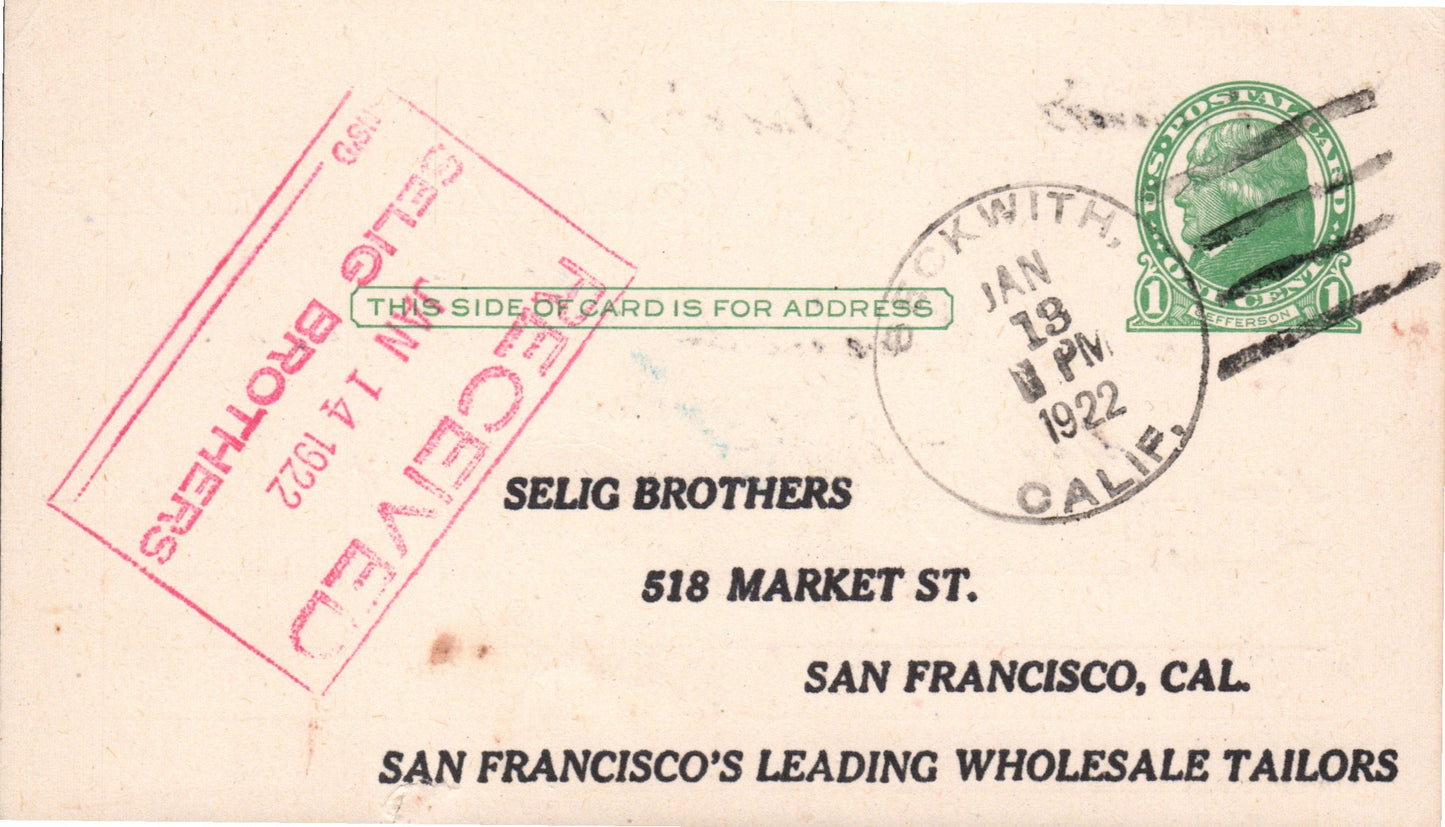 U.S. POSTAL CARD
1 ONE CENT 1
JEFFERSON
BECKWITH,
JAN
13
PM
1922
CALIF.
THIS SIDE OF CARD IS FOR ADDRESS
RECEIVED
JAN 14 1922
SELIG BROTHERS
SELIG BROTHERS
518 MARKET ST.
SAN FRANCISCO, CAL.
SAN FRANCISCO'S LEADING WHOLESALE TAILORS